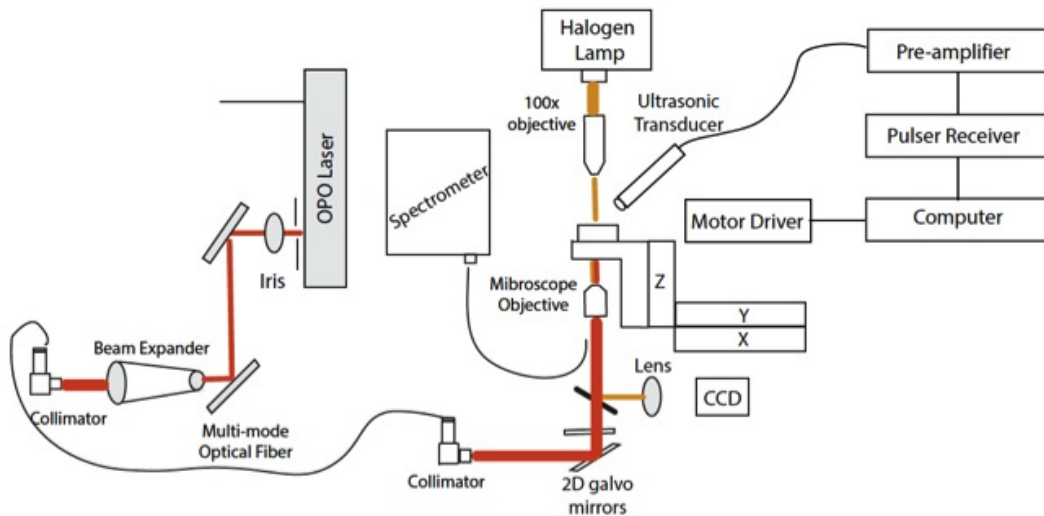 Halogen
Lamp
Pre-amplifier
100x
objective
Ultrasonic
Transducer
OPO Laser
Pulser Receiver
Spectrometer
Motor Driver
Computer
Iris
Mibroscope
Objective
Z
Y
X
Beam Expander
Lens
CCD
Collimator
Multi-mode
Optical Fiber
Collimator
2D galvo
mirrors